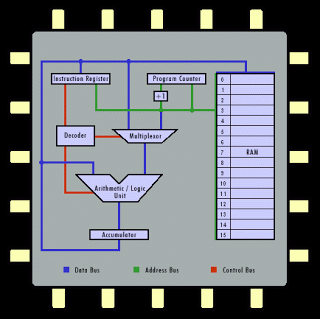 Instruction Register
Program Counter
+1
Decoder
Multiplexor
Arithmetic / Logic
Unit
Accumulator
0
1
2
3
4
5
6
7 RAM
8
9
10
11
12
13
14
15
Data Bus
Address Bus
Control Bus